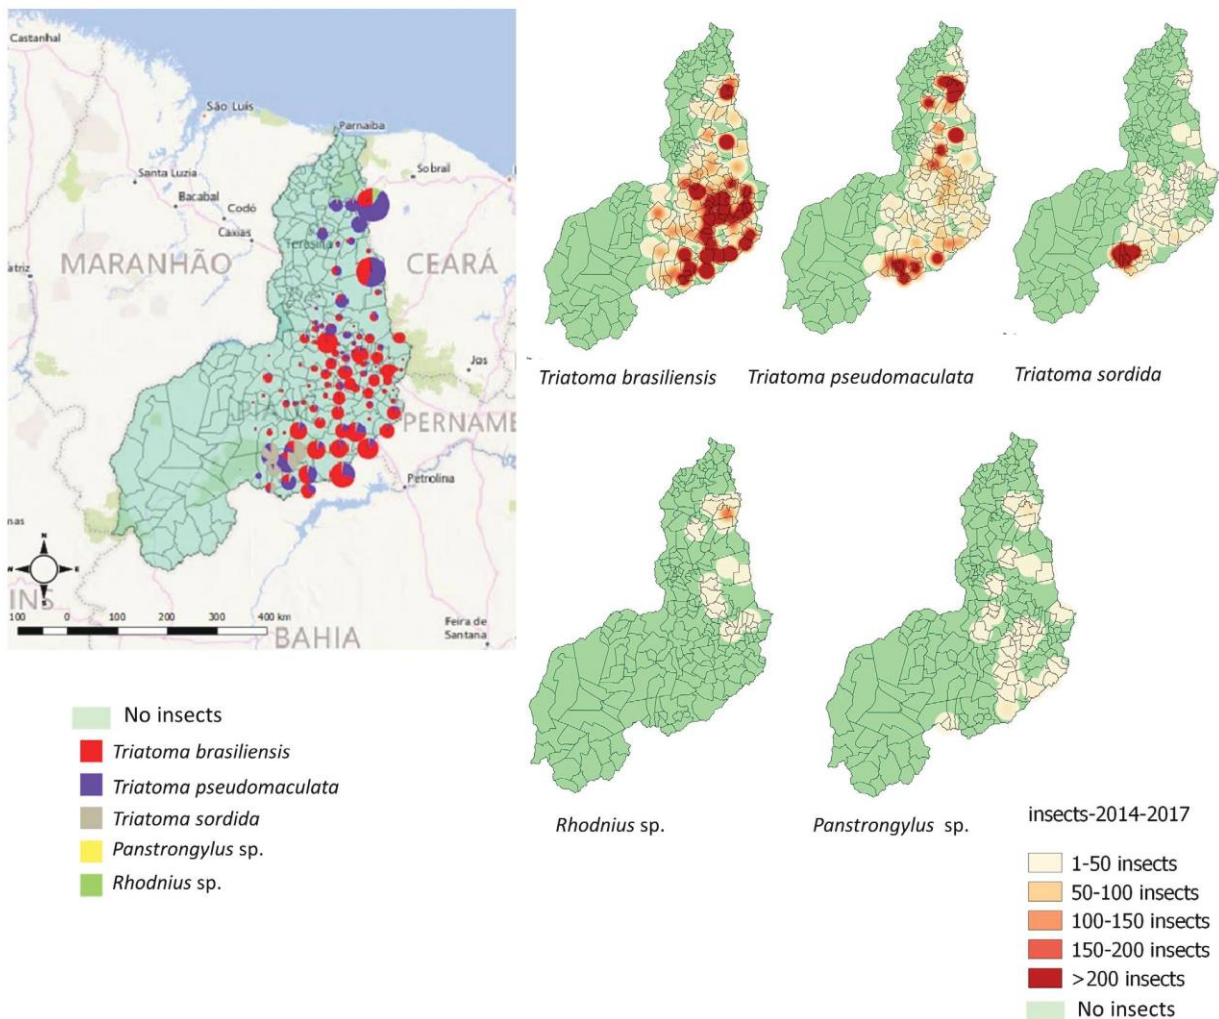 Castanhal
São Luís
Parnaíba
Sobral
Santa Luzia
Bacabal
Codó
Caxias
Teresina
MARANHÃO
CEARÁ
Jos
PIAUÍ
PERNAME
Petrolina
N
W
E
S
INS
100 0 100 200 400 km
BAHIA
Feira de
Santana
No insects
Triatoma brasiliensis
Triatoma pseudomaculata
Triatoma sordida
Panstrongylus sp.
Rhodnius sp.
Triatoma brasiliensis
Triatoma pseudomaculata
Triatoma sordida
Rhodnius sp.
Panstrongylus sp.
insects-2014-2017
1-50 insects
50-100 insects
100-150 insects
150-200 insects
>200 insects
No insects